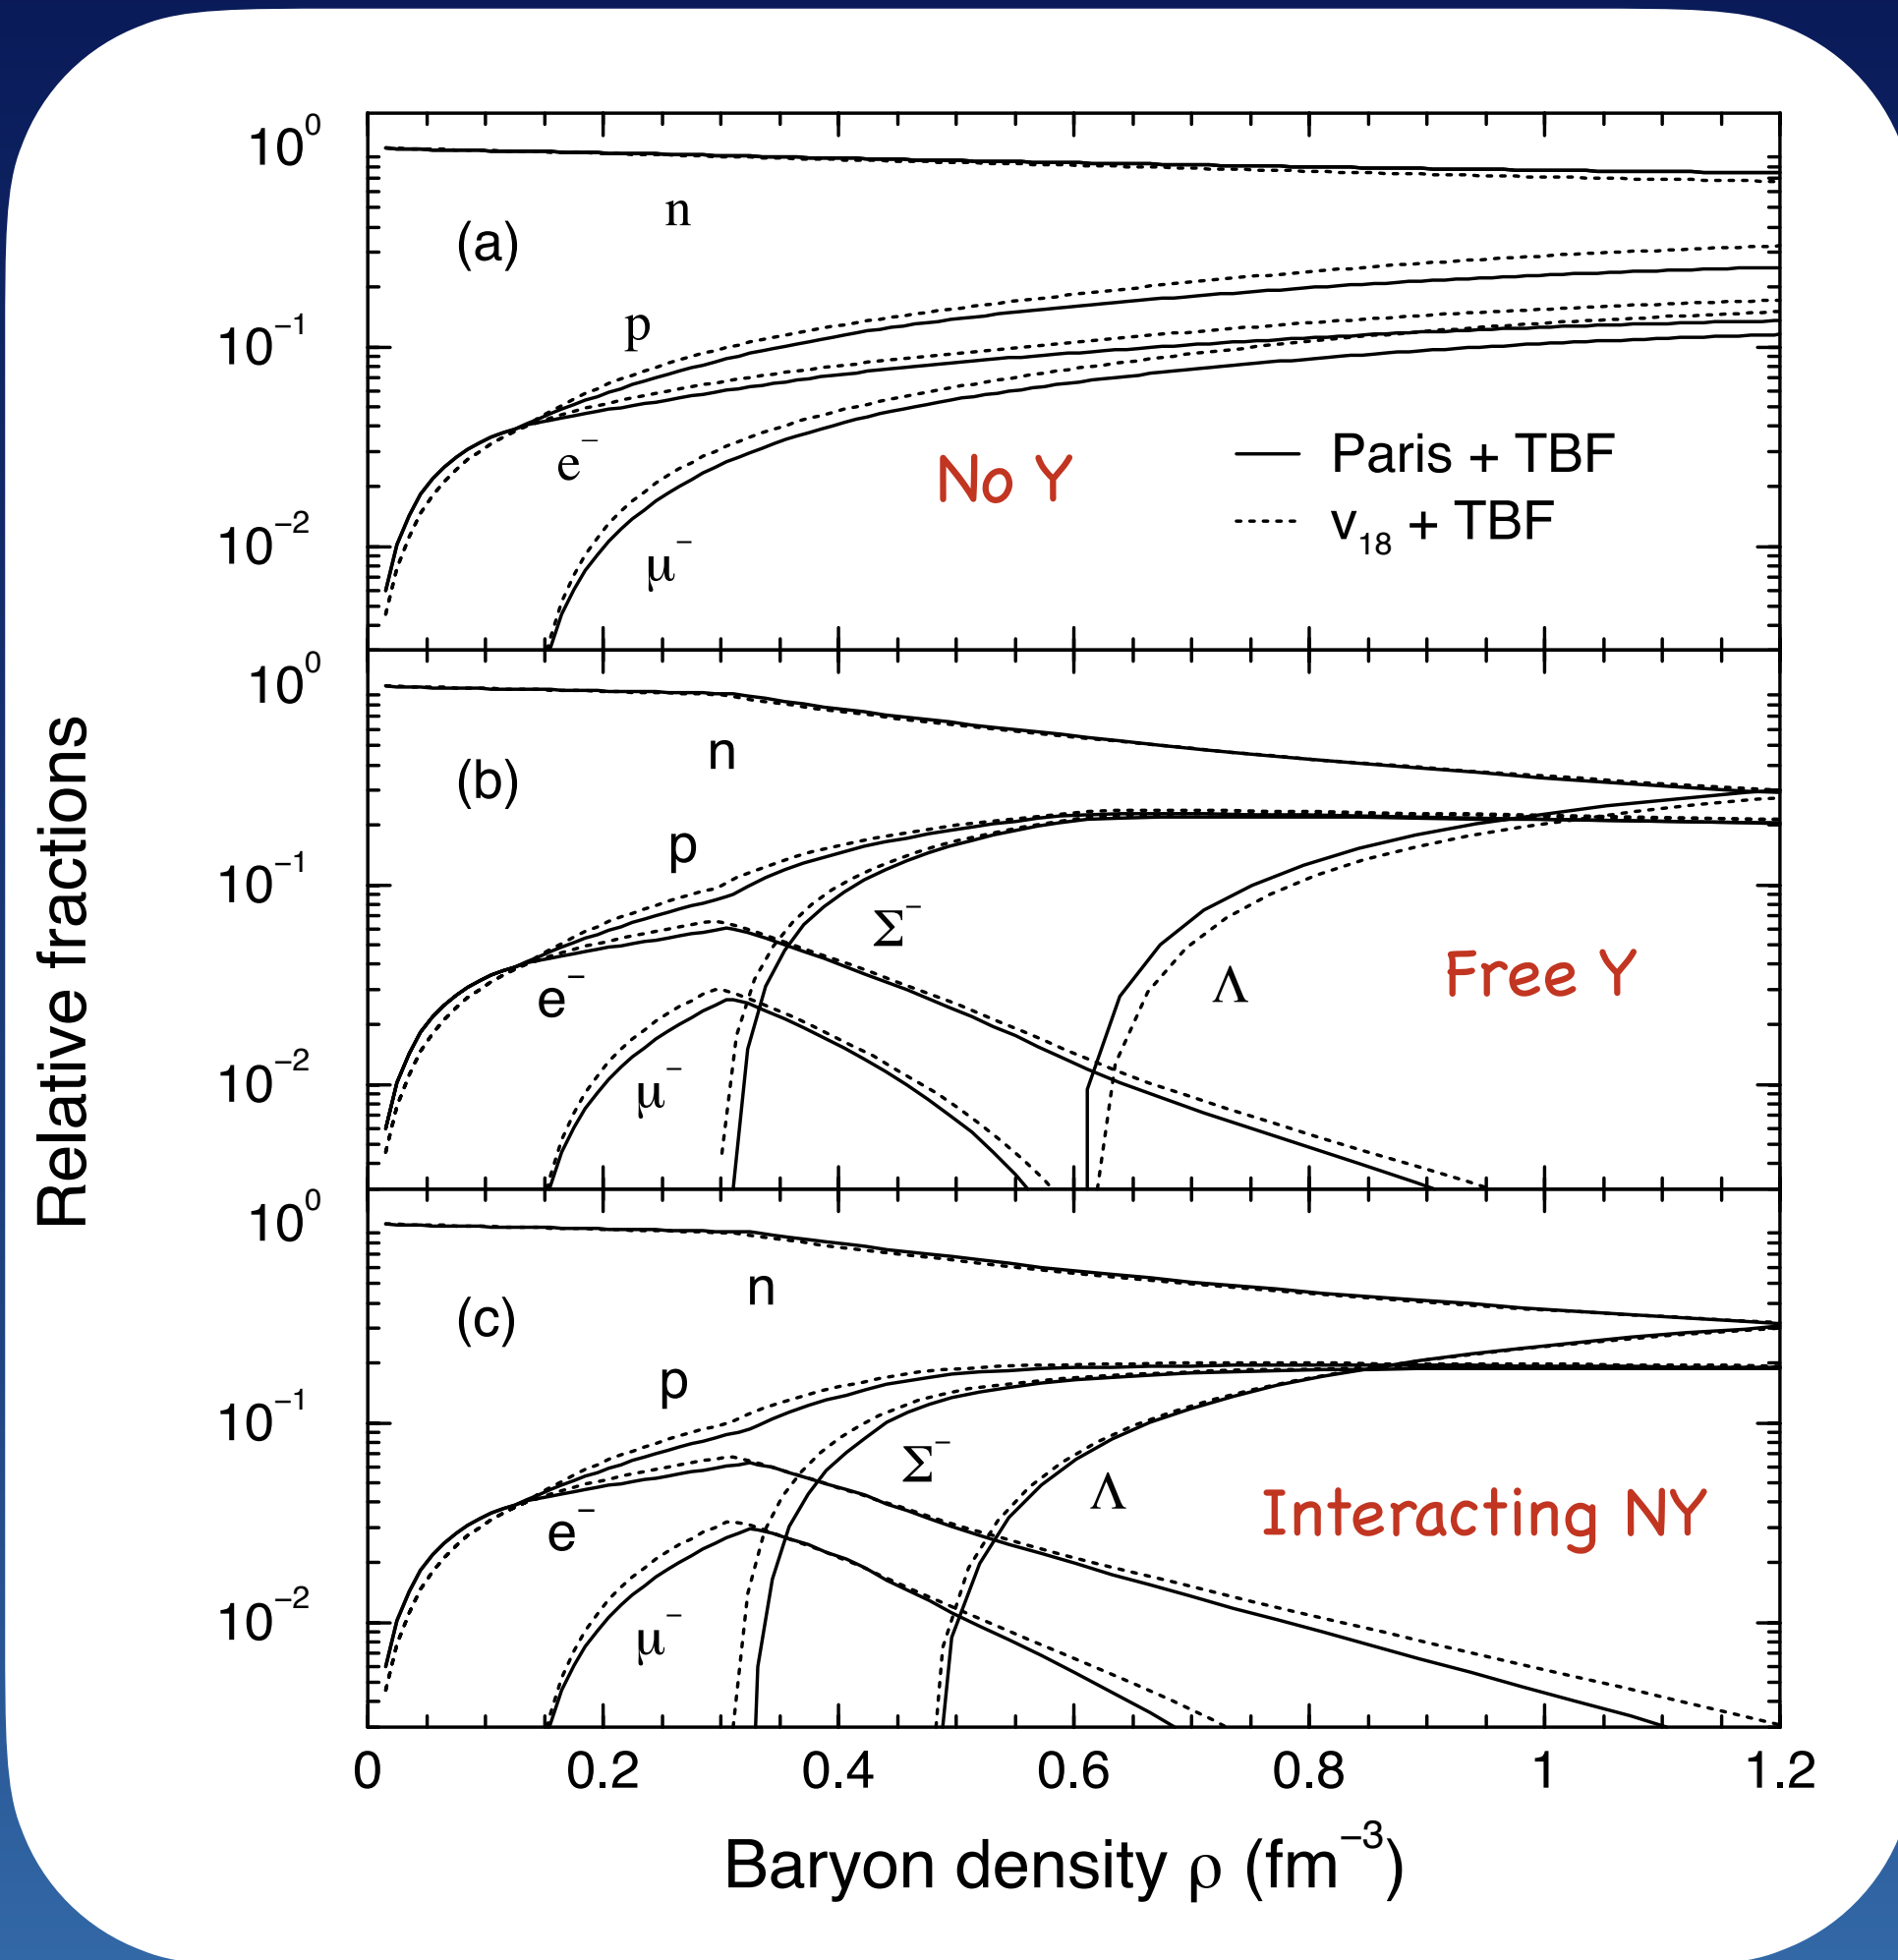 Relative fractions
10⁰
10⁻¹
10⁻²
(a)
n
p
e⁻
μ⁻
No Y
Paris + TBF
v₁₈ + TBF
10⁰
10⁻¹
10⁻²
(b)
n
p
e⁻
μ⁻
Σ⁻
Λ
Free Y
10⁰
10⁻¹
10⁻²
(c)
n
p
e⁻
μ⁻
Σ⁻
Λ
Interacting NY
0 0.2 0.4 0.6 0.8 1 1.2
Baryon density ρ (fm⁻³)